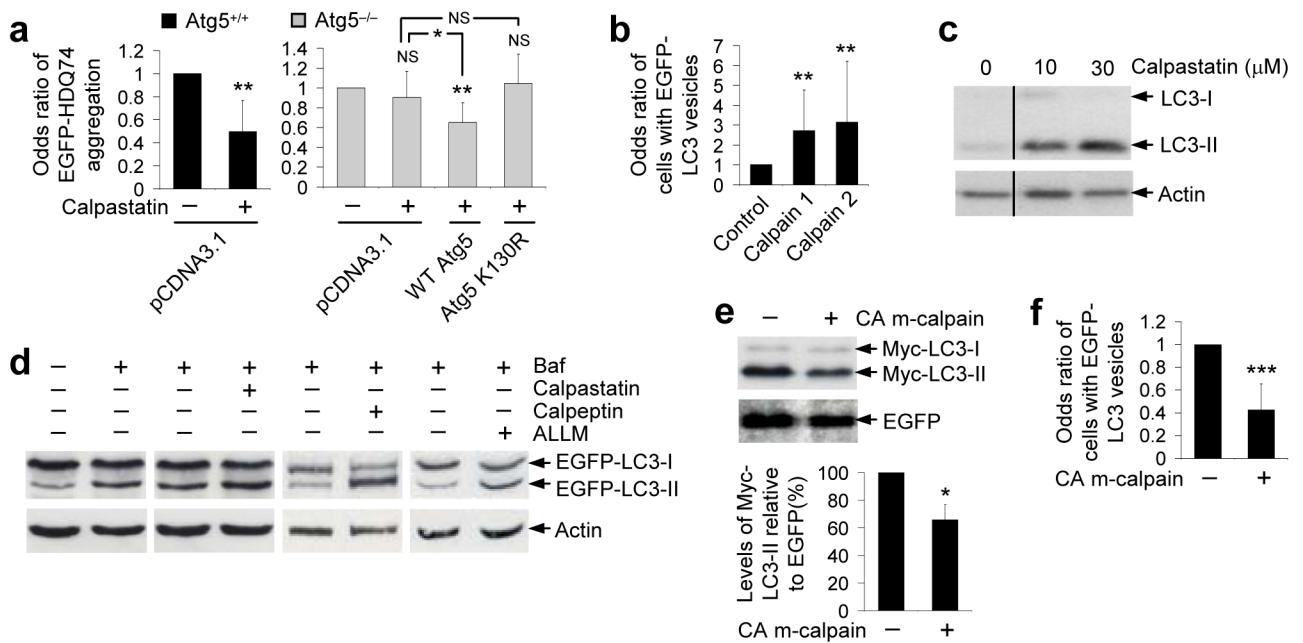 a
Atg5+/+
Atg5–/–
Odds ratio of
EGFP-HDQ74
aggregation
1.2
1
0.8
0.6
0.4
0.2
0
**
Calpastatin
– +
pCDNA3.1
1.4
1.2
1
0.8
0.6
0.4
0.2
0
NS
NS
*
**
NS
– + + +
pCDNA3.1
WT Atg5
Atg5 K130R
b
Odds ratio of
cells with EGFP-
LC3 vesicles
7
6
5
4
3
2
1
0
**
**
Control
Calpain 1
Calpain 2
c
0 10 30 Calpastatin (μM)
LC3-I
LC3-II
Actin
d
– + + + + + + + Baf
– – – + – – – – Calpastatin
– – – – – + – – Calpeptin
– – – – – – – + ALLM
EGFP-LC3-I
EGFP-LC3-II
Actin
e
– + CA m-calpain
Myc-LC3-I
Myc-LC3-II
EGFP
Levels of Myc-
LC3-II relative
to EGFP(%)
100
80
60
40
20
0
*
CA m-calpain – +
f
Odds ratio of
cells with EGFP-
LC3 vesicles
1.2
1
0.8
0.6
0.4
0.2
0
***
CA m-calpain – +